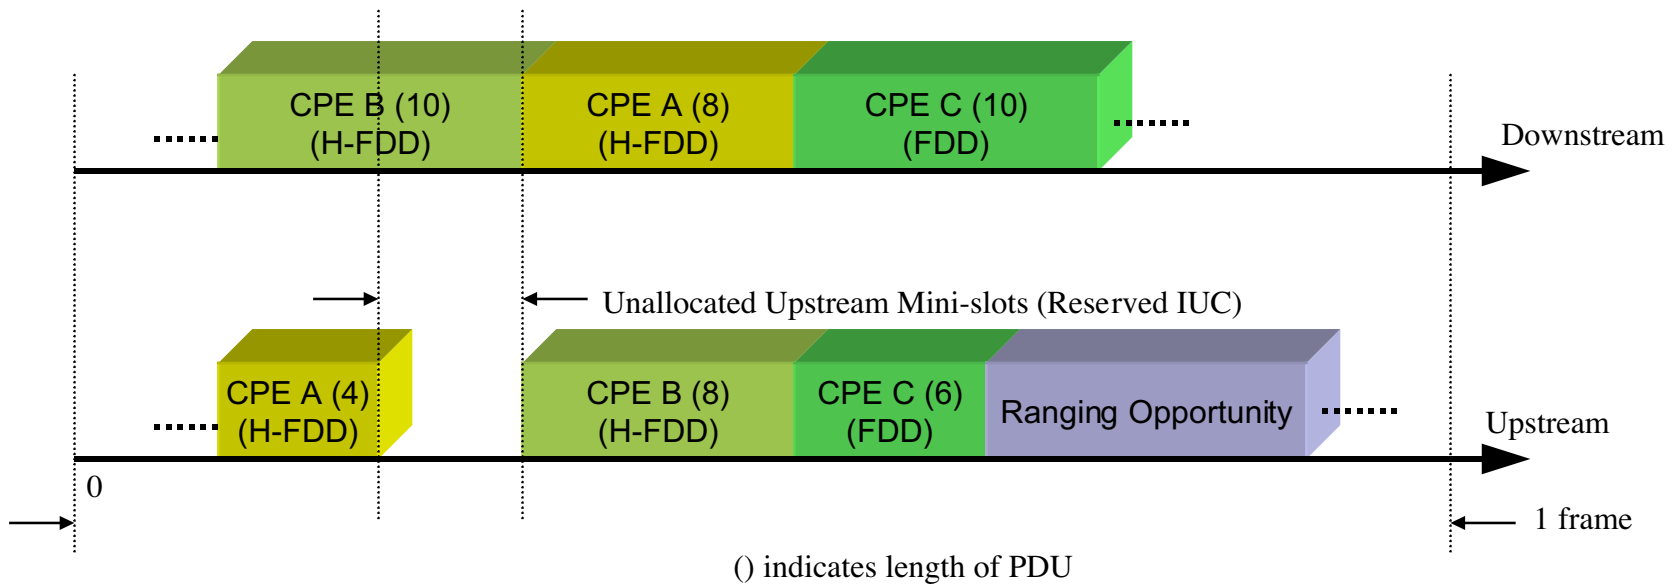 CPE B (10)
(H-FDD)
CPE A (8)
(H-FDD)
CPE C (10)
(FDD)
Downstream
Unallocated Upstream Mini-slots (Reserved IUC)
CPE A (4)
(H-FDD)
CPE B (8)
(H-FDD)
CPE C (6)
(FDD)
Ranging Opportunity
Upstream
0
1 frame
() indicates length of PDU